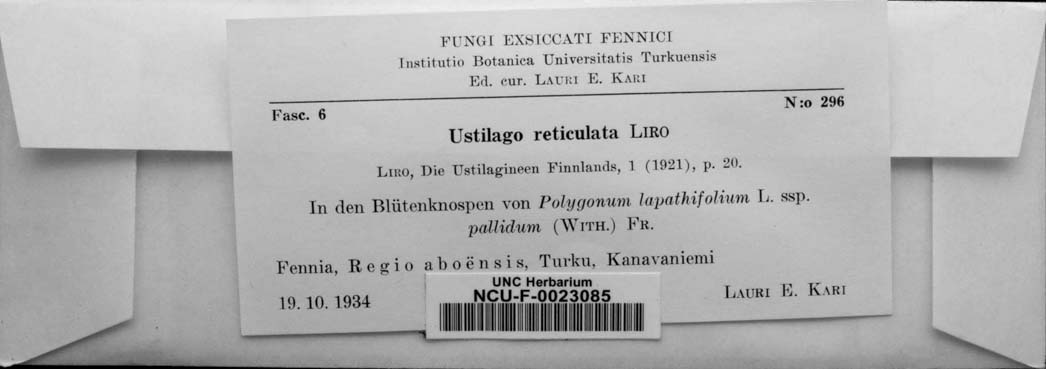 FUNGI EXSICCATI FENNICI
Institutio Botanica Universitatis Turkuensis
Ed. cur. LAURI E. KARI
Fasc. 6 N:o 296
Ustilago reticulata LIRO
LIRO, Die Ustilagineen Finnlands, 1 (1921), p. 20.
In den Blütenknospen von Polygonum lapathifolium L. ssp.
pallidum (WITH.) FR.
Fennia, Regio aboënsis, Turku, Kanavaniemi
19. 10. 1934 LAURI E. KARI
UNC Herbarium
NCU-F-0023085